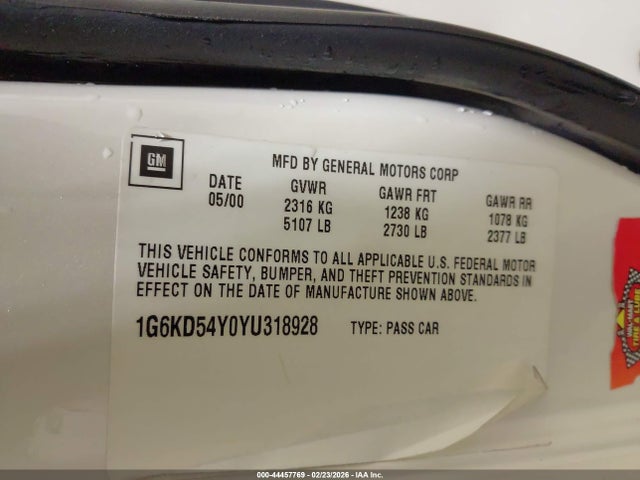 GM
MFD BY GENERAL MOTORS CORP
DATE GVWR GAWR FRT GAWR RR
05/00 2316 KG 1238 KG 1078 KG
5107 LB 2730 LB 2377 LB
THIS VEHICLE CONFORMS TO ALL APPLICABLE U.S. FEDERAL MOTOR
VEHICLE SAFETY, BUMPER, AND THEFT PREVENTION STANDARDS IN
EFFECT ON THE DATE OF MANUFACTURE SHOWN ABOVE.
1G6KD54Y0YU318928 TYPE: PASS CAR
TIRE & LUBE
000-44457769 | 02/23/2026 - IAA Inc.